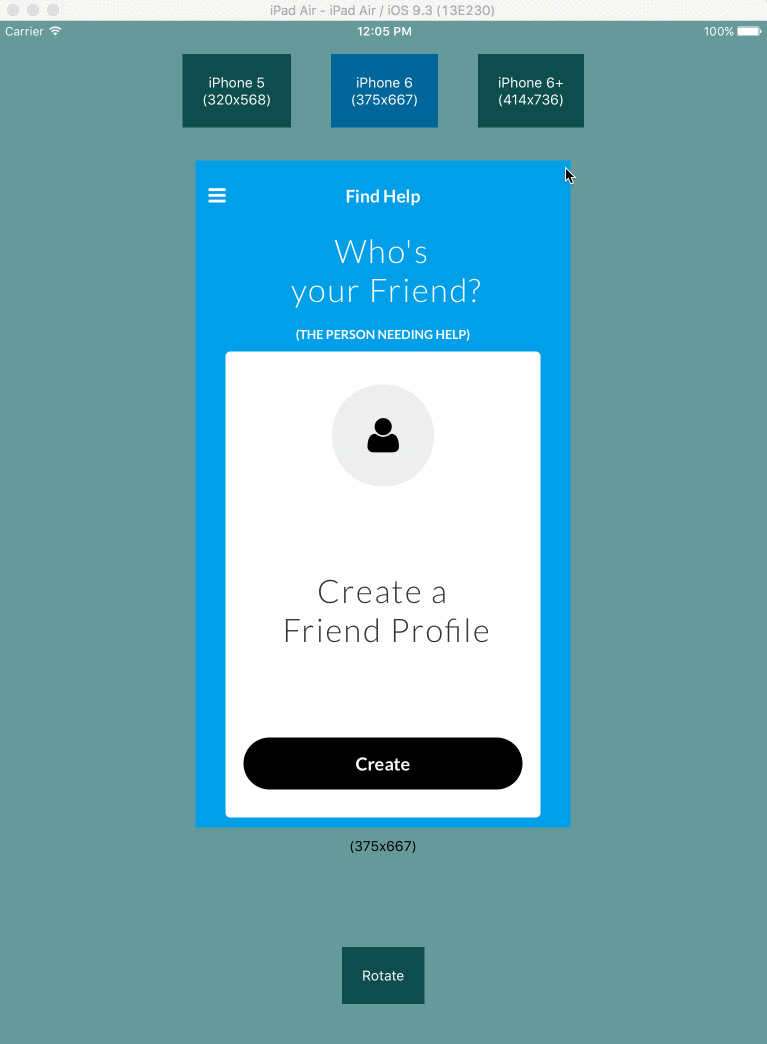 iPad Air - iPad Air / iOS 9.3 (13E230)
Carrier 12:05 PM 100%
iPhone 5 iPhone 6 iPhone 6+
(320x568) (375x667) (414x736)
Find Help
Who's
your Friend?
(THE PERSON NEEDING HELP)
Create a
Friend Profile
Create
(375x667)
Rotate